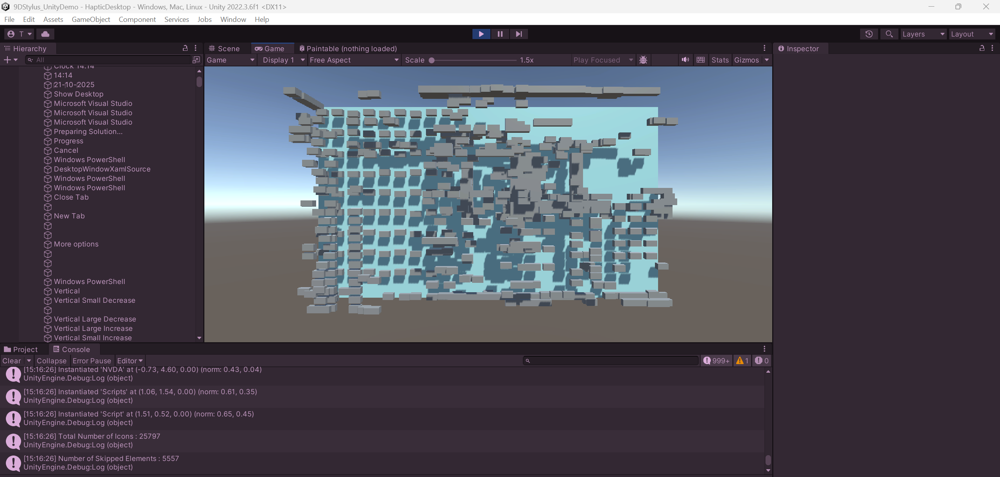 9DStylus_UnityDemo - HapticDesktop - Windows, Mac, Linux - Unity 2022.3.6f1 <DX11>
File Edit Assets GameObject Component Services Jobs Window Help
T
Layers Layout
Hierarchy
All
Clock 14:14
14:14
21-10-2025
Show Desktop
Microsoft Visual Studio
Microsoft Visual Studio
Microsoft Visual Studio
Preparing Solution...
Progress
Cancel
Windows PowerShell
DesktopWindowXamlSource
Windows PowerShell
Windows PowerShell
Close Tab
New Tab
More options
Windows PowerShell
Vertical
Vertical Small Decrease
Vertical Large Decrease
Vertical Large Increase
Vertical Small Increase
Scene Game Paintable (nothing loaded)
Game Display 1 Free Aspect Scale 1.5x Play Focused Stats Gizmos
Inspector
Project Console
Clear Collapse Error Pause Editor 999+ 1 0
[15:16:26] Instantiated 'NVDA' at (-0.73, 4.60, 0.00) (norm: 0.43, 0.04)
UnityEngine.Debug:Log (object)
[15:16:26] Instantiated 'Scripts' at (1.06, 1.54, 0.00) (norm: 0.61, 0.35)
UnityEngine.Debug:Log (object)
[15:16:26] Instantiated 'Script' at (1.51, 0.52, 0.00) (norm: 0.65, 0.45)
UnityEngine.Debug:Log (object)
[15:16:26] Total Number of Icons : 25797
UnityEngine.Debug:Log (object)
[15:16:26] Number of Skipped Elements : 5557
UnityEngine.Debug:Log (object)